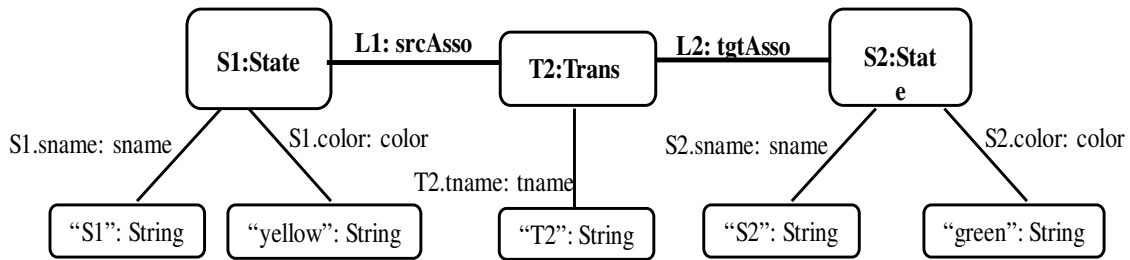 S1:State
L1: srcAsso
T2:Trans
L2: tgtAsso
S2:Stat
e
S1.sname: sname
S1.color: color
T2.tname: tname
S2.sname: sname
S2.color: color
“S1”: String
“yellow”: String
“T2”: String
“S2”: String
“green”: String